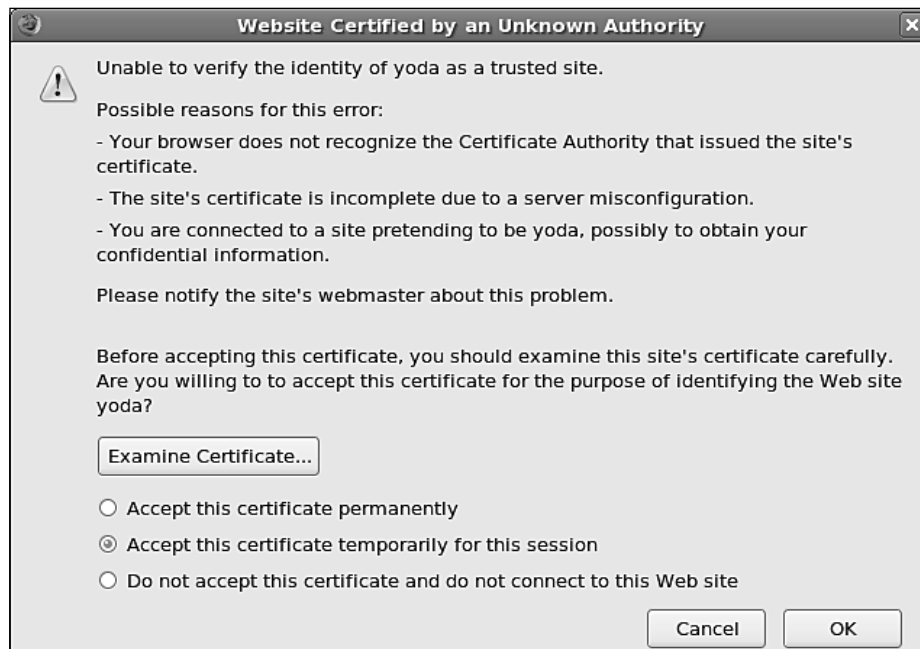 Website Certified by an Unknown Authority
Unable to verify the identity of yoda as a trusted site.
Possible reasons for this error:
- Your browser does not recognize the Certificate Authority that issued the site's
certificate.
- The site's certificate is incomplete due to a server misconfiguration.
- You are connected to a site pretending to be yoda, possibly to obtain your
confidential information.
Please notify the site's webmaster about this problem.
Before accepting this certificate, you should examine this site's certificate carefully.
Are you willing to to accept this certificate for the purpose of identifying the Web site
yoda?
Examine Certificate...
Accept this certificate permanently
Accept this certificate temporarily for this session
Do not accept this certificate and do not connect to this Web site
Cancel OK